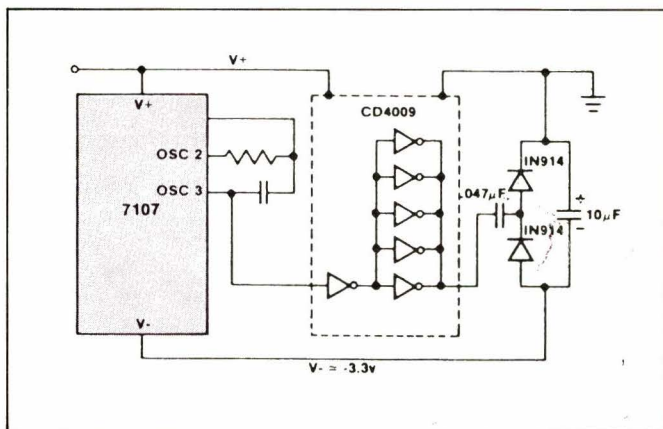 V+
V+
CD4009
OSC 2
OSC 3
7107
.047µF
IN914
IN914
+
10µF
−
V-
V- ≃ -3.3v